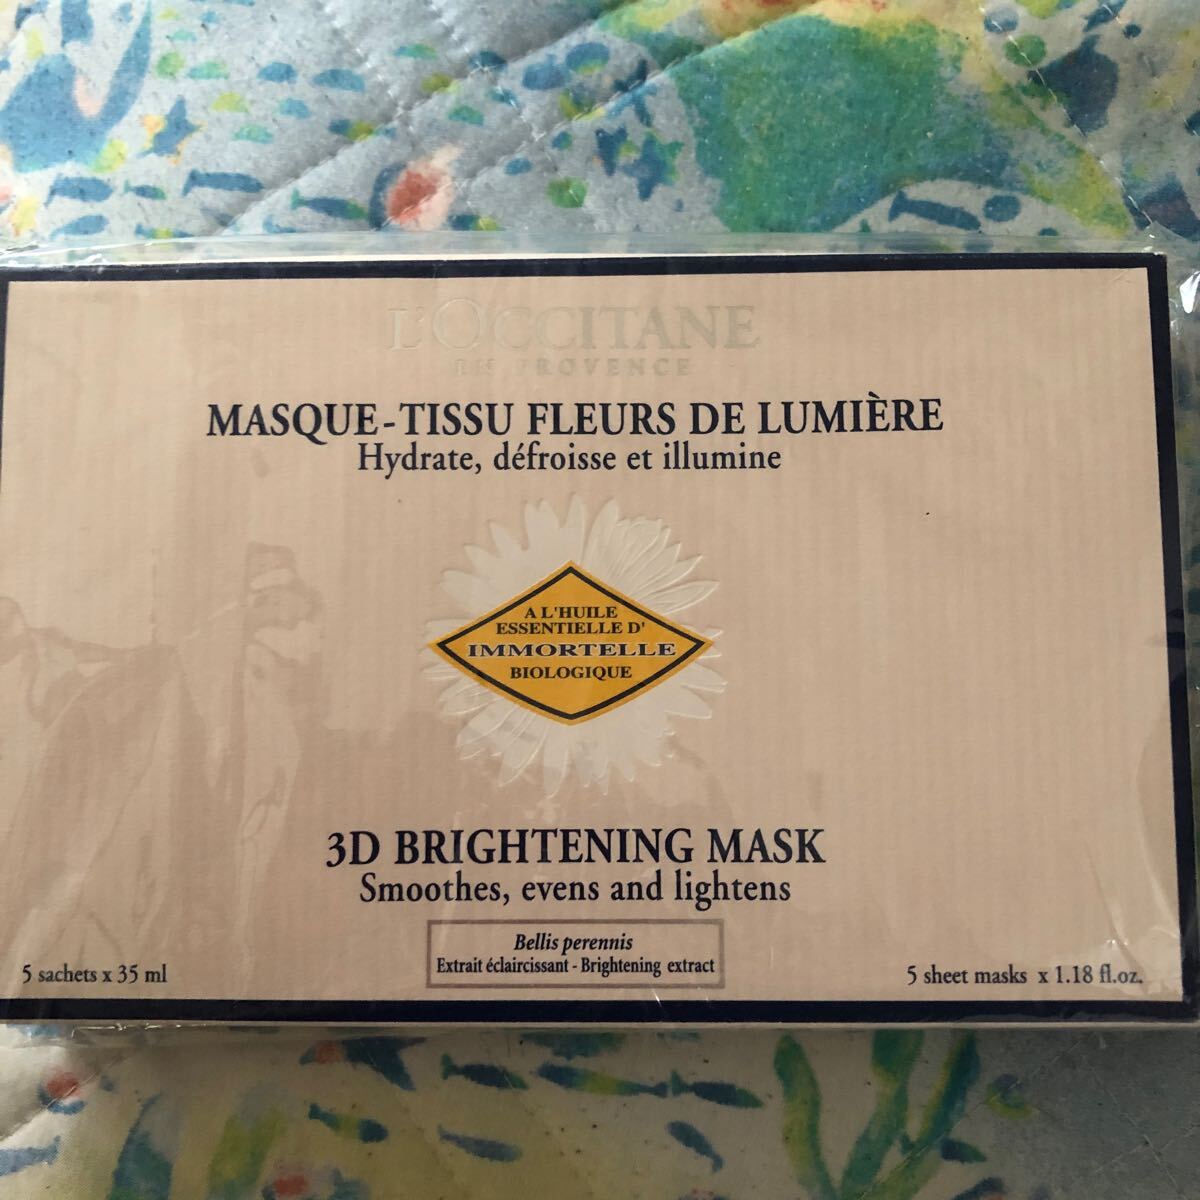 L'OCCITANE
EN PROVENCE
MASQUE-TISSU FLEURS DE LUMIÈRE
Hydrate, défroisse et illumine
A L'HUILE
ESSENTIELLE D'
IMMORTELLE
BIOLOGIQUE
3D BRIGHTENING MASK
Smoothes, evens and lightens
Bellis perennis
Extrait éclaircissant - Brightening extract
5 sachets x 35 ml
5 sheet masks x 1.18 fl.oz.